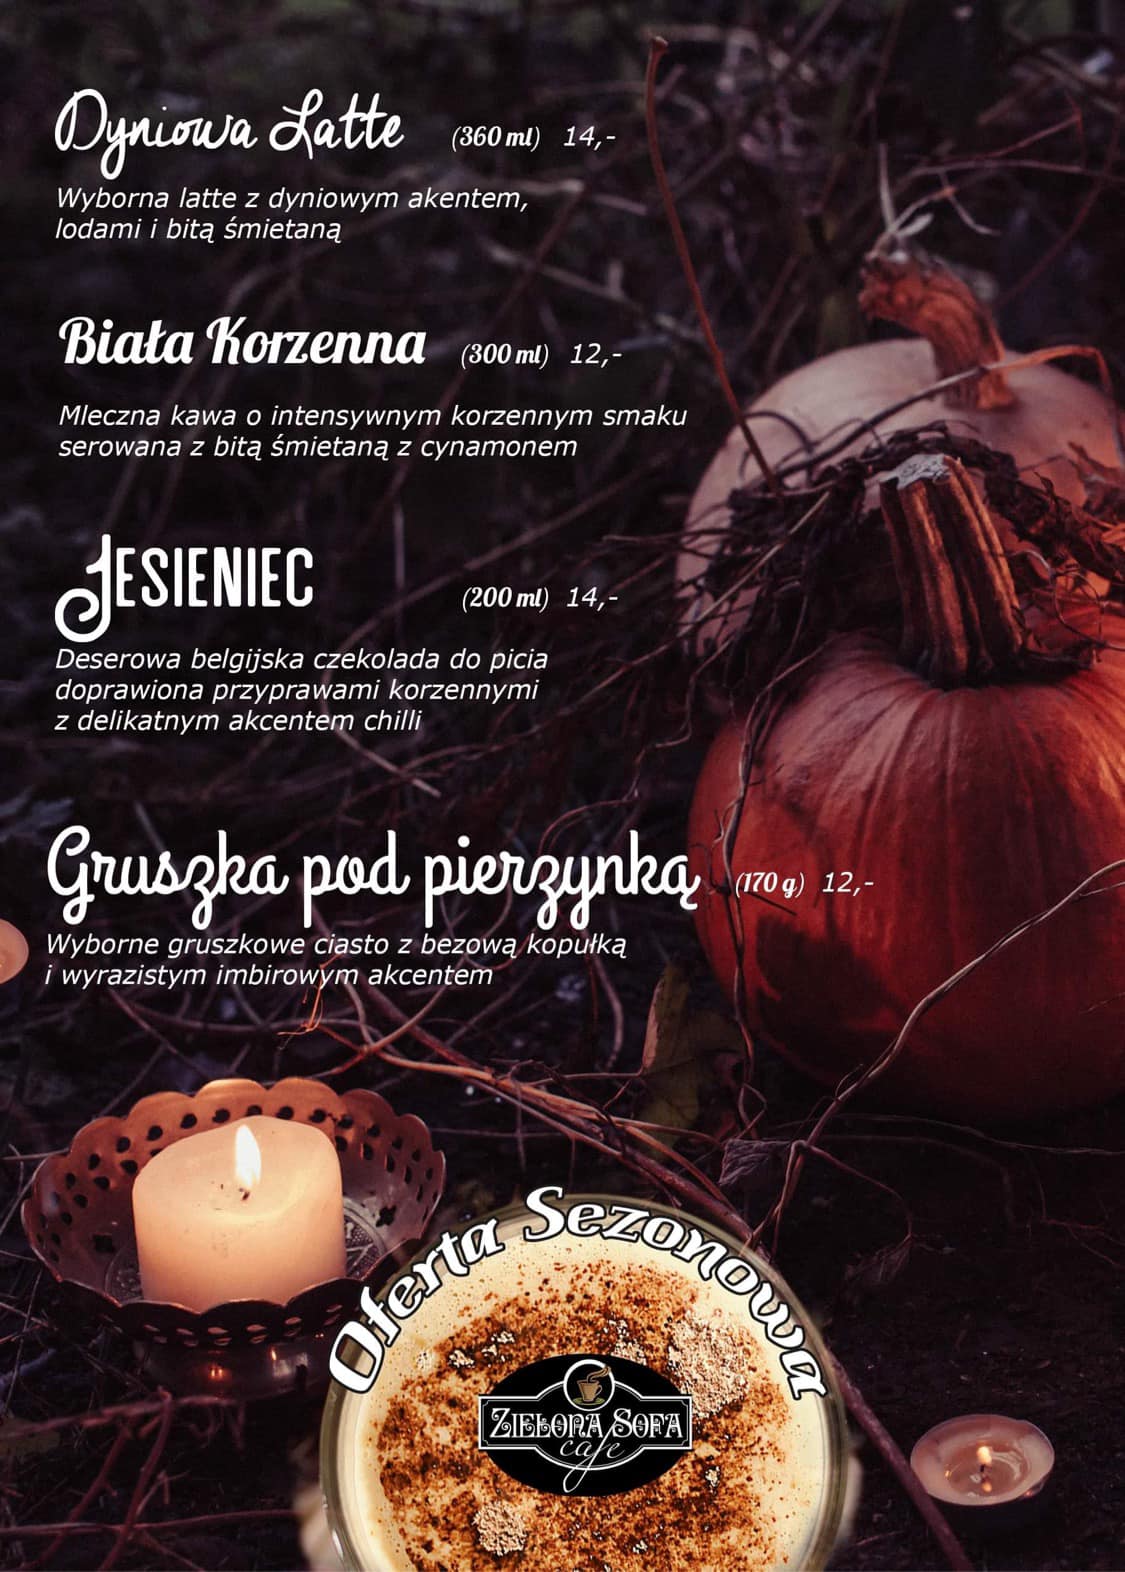 Dyniowa Latte (360 ml) 14,-
Wyborna latte z dyniowym akentem,
lodami i bitą śmietaną
Biała Korzenna (300 ml) 12,-
Mleczna kawa o intensywnym korzennym smaku
serowana z bitą śmietaną z cynamonem
JESIENIEC (200 ml) 14,-
Deserowa belgijska czekolada do picia
doprawiona przyprawami korzennymi
z delikatnym akcentem chilli
Gruszka pod pierzynką (170 g) 12,-
Wyborne gruszkowe ciasto z bezową kopułką
i wyrazistym imbirowym akcentem
Oferta Sezonowa
ZIELONA SOFA
cafe